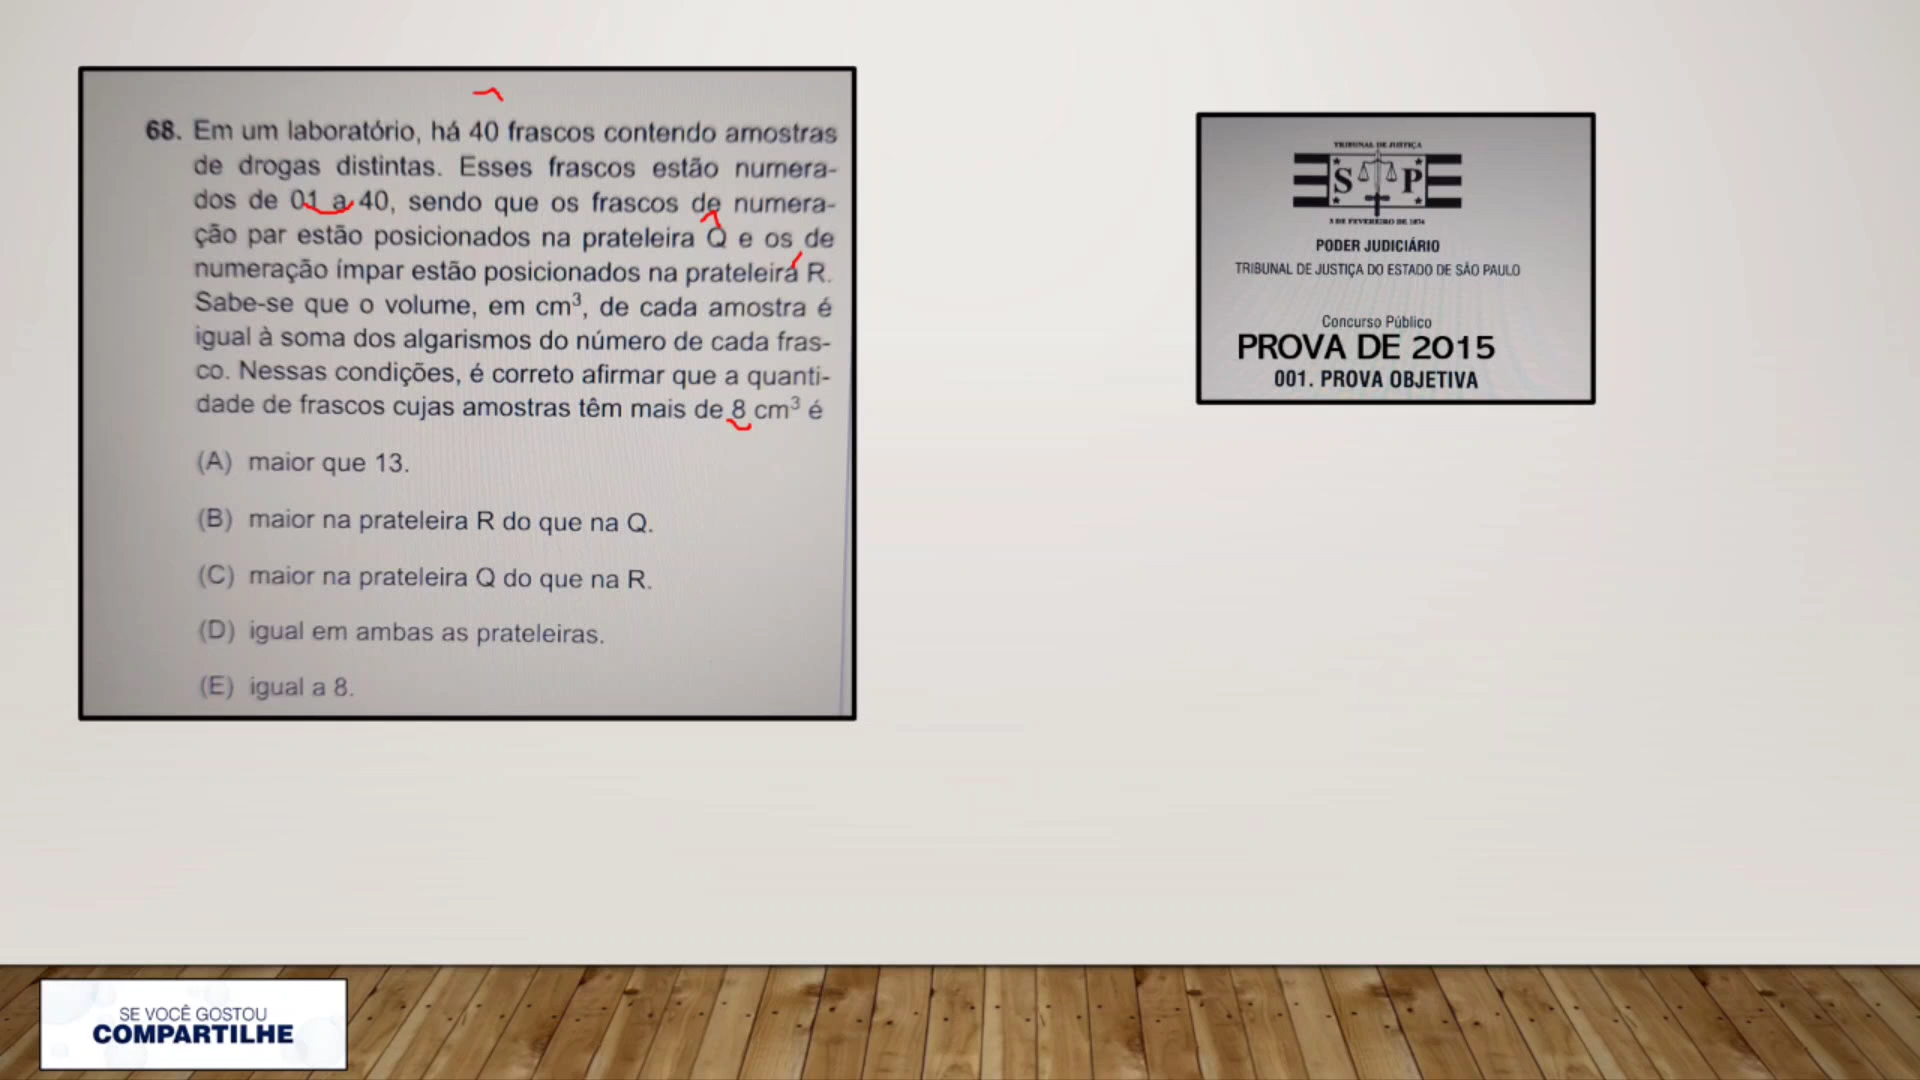 68. Em um laboratório, há 40 frascos contendo amostras
de drogas distintas. Esses frascos estão numera-
dos de 01 a 40, sendo que os frascos de numera-
ção par estão posicionados na prateleira Q e os de
numeração ímpar estão posicionados na prateleira R.
Sabe-se que o volume, em cm³, de cada amostra é
igual à soma dos algarismos do número de cada fras-
co. Nessas condições, é correto afirmar que a quanti-
dade de frascos cujas amostras têm mais de 8 cm³ é
(A) maior que 13.
(B) maior na prateleira R do que na Q.
(C) maior na prateleira Q do que na R.
(D) igual em ambas as prateleiras.
(E) igual a 8.
TRIBUNAL DE JUSTIÇA
S P
3 DE FEVEREIRO DE 1874
PODER JUDICIÁRIO
TRIBUNAL DE JUSTIÇA DO ESTADO DE SÃO PAULO
Concurso Público
PROVA DE 2015
001. PROVA OBJETIVA
SE VOCÊ GOSTOU
COMPARTILHE